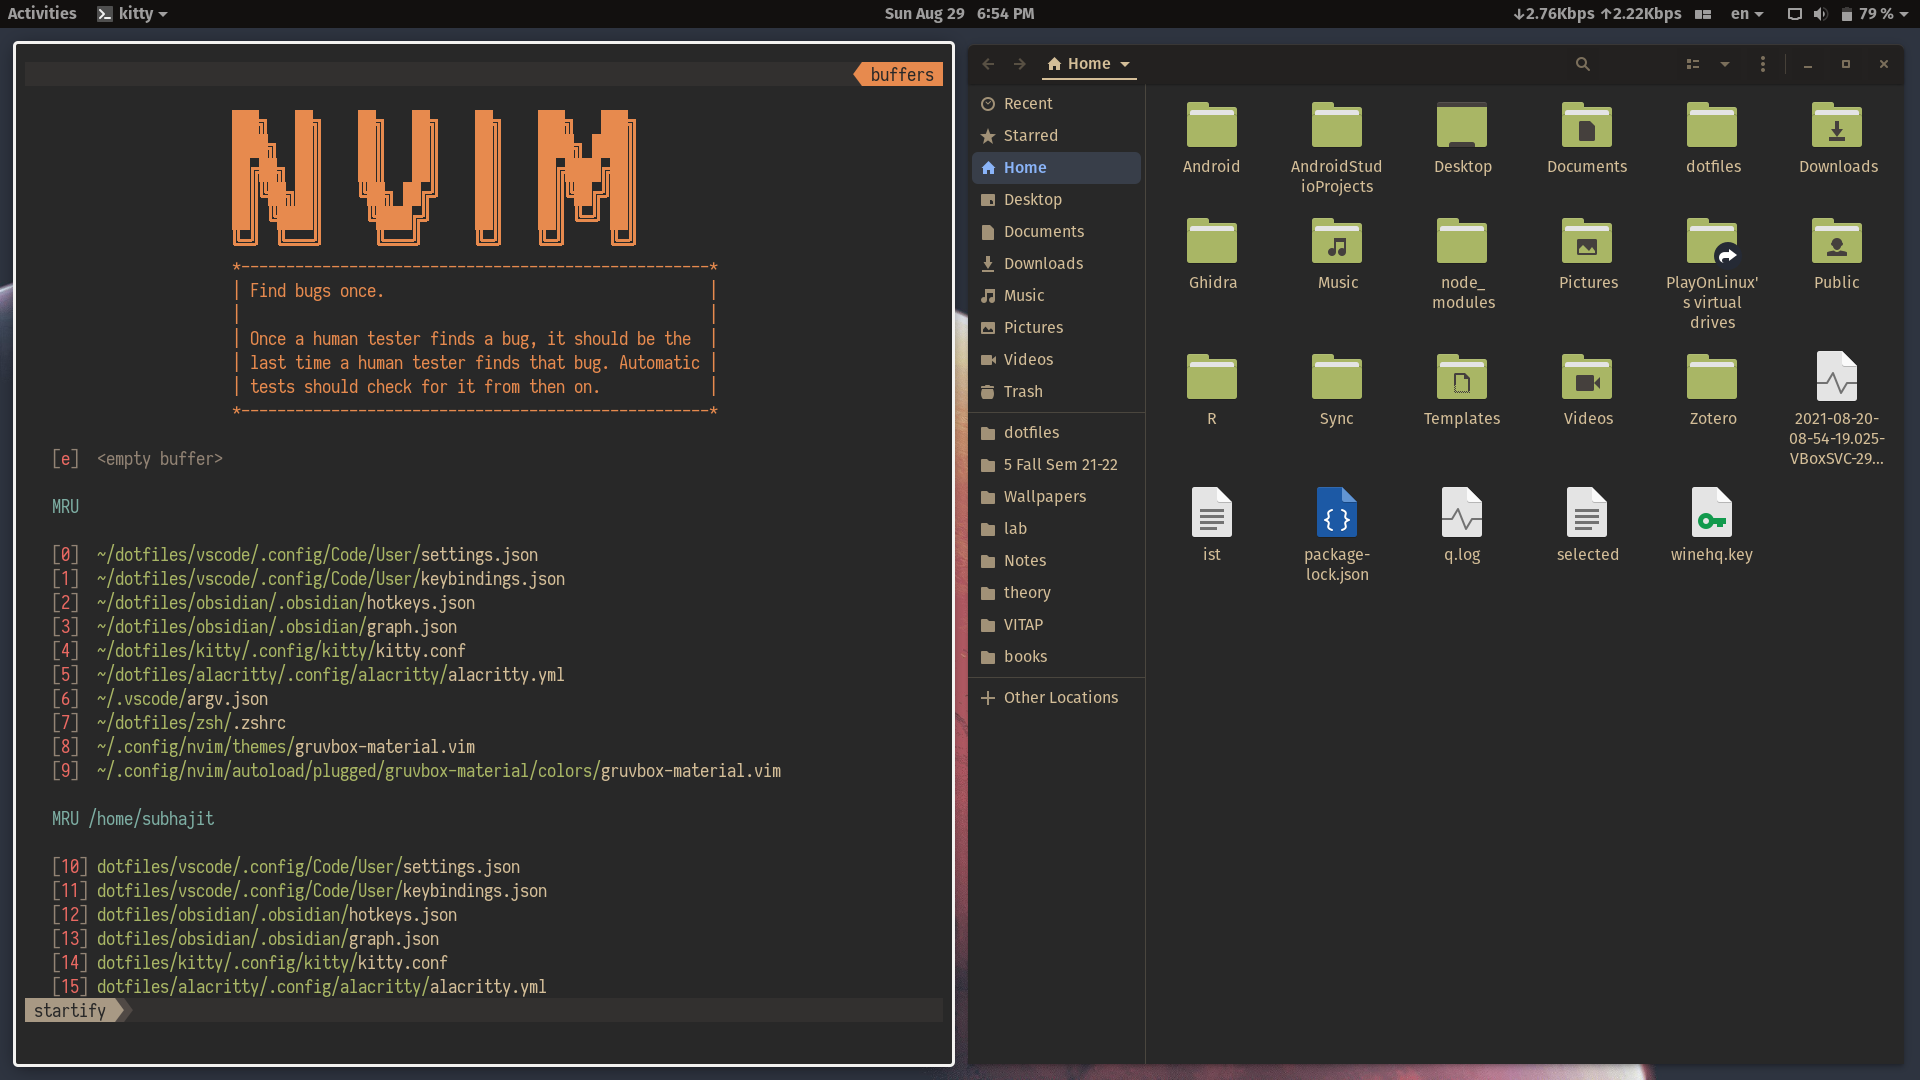 Activities kitty Sun Aug 29 6:54 PM ↓2.76Kbps ↑2.22Kbps en 79 %
buffers
NVIM
*----------------------------------------------------*
| Find bugs once. |
| |
| Once a human tester finds a bug, it should be the |
| last time a human tester finds that bug. Automatic |
| tests should check for it from then on. |
*----------------------------------------------------*
[e] <empty buffer>
MRU
[0] ~/dotfiles/vscode/.config/Code/User/settings.json
[1] ~/dotfiles/vscode/.config/Code/User/keybindings.json
[2] ~/dotfiles/obsidian/.obsidian/hotkeys.json
[3] ~/dotfiles/obsidian/.obsidian/graph.json
[4] ~/dotfiles/kitty/.config/kitty/kitty.conf
[5] ~/dotfiles/alacritty/.config/alacritty/alacritty.yml
[6] ~/.vscode/argv.json
[7] ~/dotfiles/zsh/.zshrc
[8] ~/.config/nvim/themes/gruvbox-material.vim
[9] ~/.config/nvim/autoload/plugged/gruvbox-material/colors/gruvbox-material.vim
MRU /home/subhajit
[10] dotfiles/vscode/.config/Code/User/settings.json
[11] dotfiles/vscode/.config/Code/User/keybindings.json
[12] dotfiles/obsidian/.obsidian/hotkeys.json
[13] dotfiles/obsidian/.obsidian/graph.json
[14] dotfiles/kitty/.config/kitty/kitty.conf
[15] dotfiles/alacritty/.config/alacritty/alacritty.yml
startify
Home
Recent
Starred
Home
Desktop
Documents
Downloads
Music
Pictures
Videos
Trash
dotfiles
5 Fall Sem 21-22
Wallpapers
lab
Notes
theory
VITAP
books
Other Locations
Android
AndroidStud
ioProjects
Desktop
Documents
dotfiles
Downloads
Ghidra
Music
node_
modules
Pictures
PlayOnLinux'
s virtual
drives
Public
R
Sync
Templates
Videos
Zotero
2021-08-20-
08-54-19.025-
VBoxSVC-29...
ist
package-
lock.json
q.log
selected
winehq.key